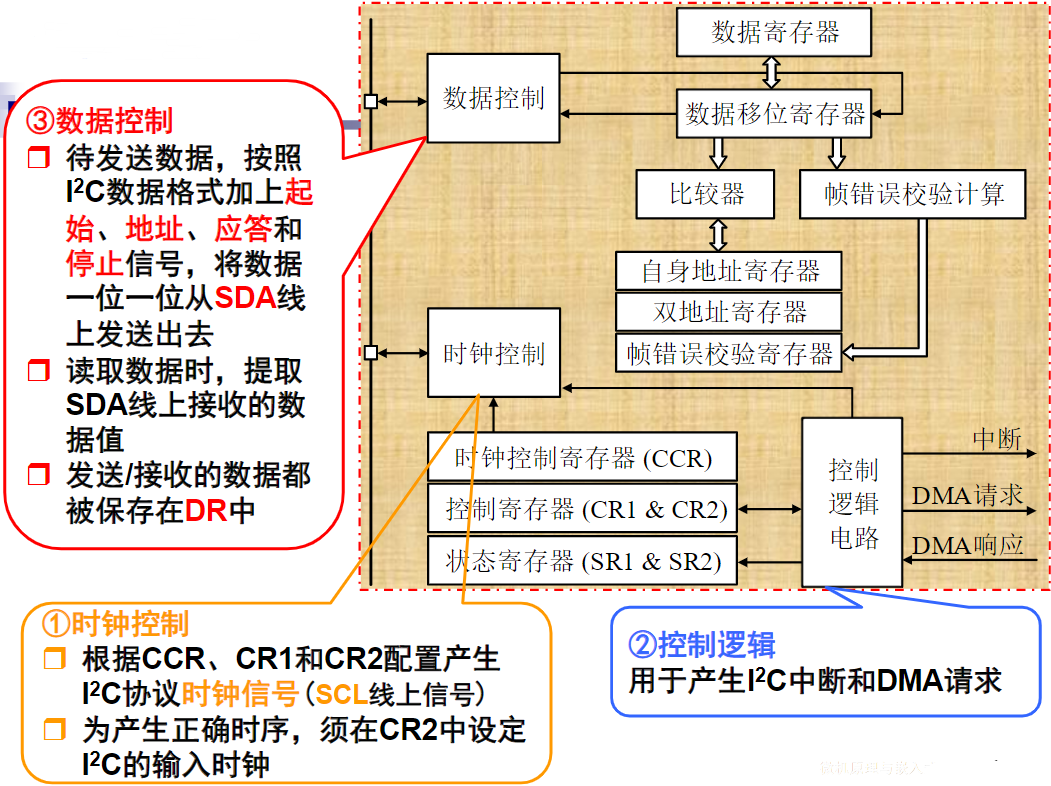 数据寄存器
数据控制
数据移位寄存器
比较器
帧错误校验计算
自身地址寄存器
双地址寄存器
帧错误校验寄存器
时钟控制
时钟控制寄存器 (CCR)
控制寄存器 (CR1 & CR2)
状态寄存器 (SR1 & SR2)
控制
逻辑
电路
中断
DMA请求
DMA响应
③数据控制
待发送数据，按照
I²C数据格式加上起
始、地址、应答和
停止信号，将数据
一位一位从SDA线
上发送出去
读取数据时，提取
SDA线上接收的数
据值
发送/接收的数据都
被保存在DR中
①时钟控制
根据CCR、CR1和CR2配置产生
I²C协议时钟信号(SCL线上信号)
为产生正确时序，须在CR2中设定
I²C的输入时钟
②控制逻辑
用于产生I²C中断和DMA请求